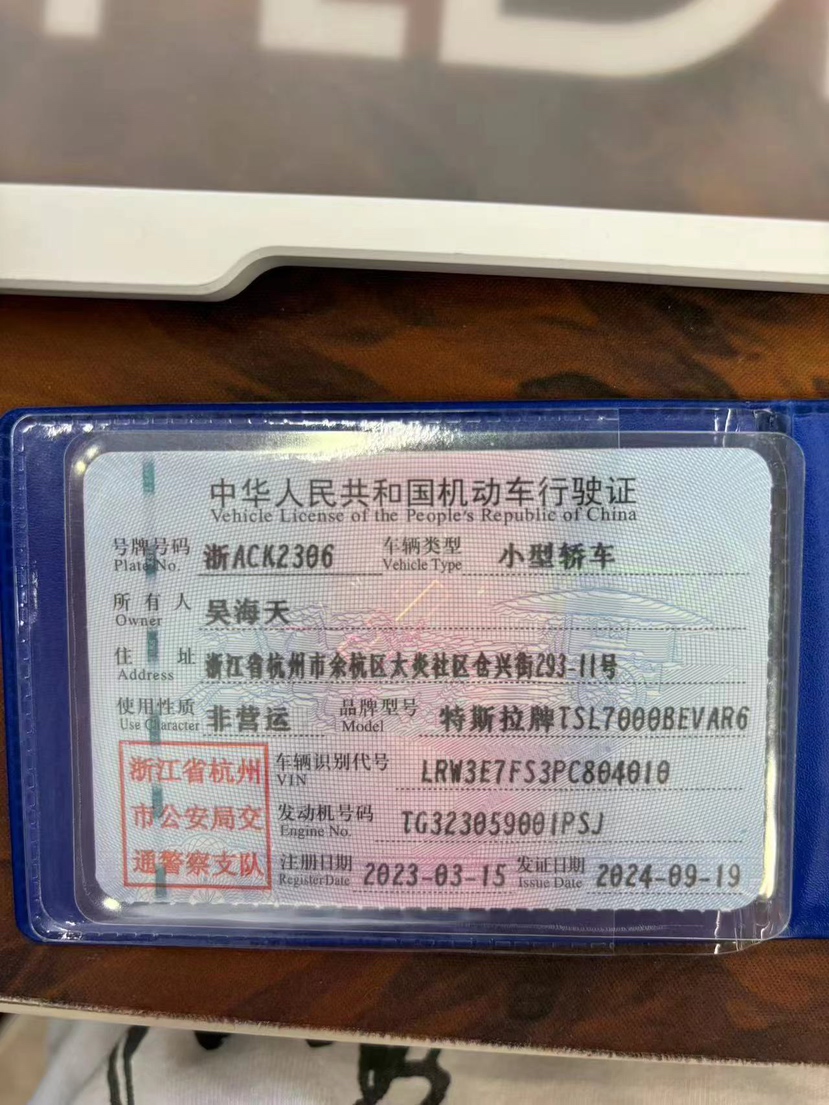 中华人民共和国机动车行驶证
Vehicle License of the People's Republic of China
号牌号码 浙ACK2306 车辆类型 小型轿车
Plate No. Vehicle Type
所有人 吴海天
Owner
住址 浙江省杭州市余杭区太炎社区仓兴街293-11号
Address
使用性质 非营运 品牌型号 特斯拉牌TSL7000BEVAR6
Use Character Model
浙江省杭州
市公安局交
通警察支队
车辆识别代号 LRW3E7FS3PC804010
VIN
发动机号码 TG323059001PSJ
Engine No.
注册日期 2023-03-15 发证日期 2024-09-19
Register Date Issue Date